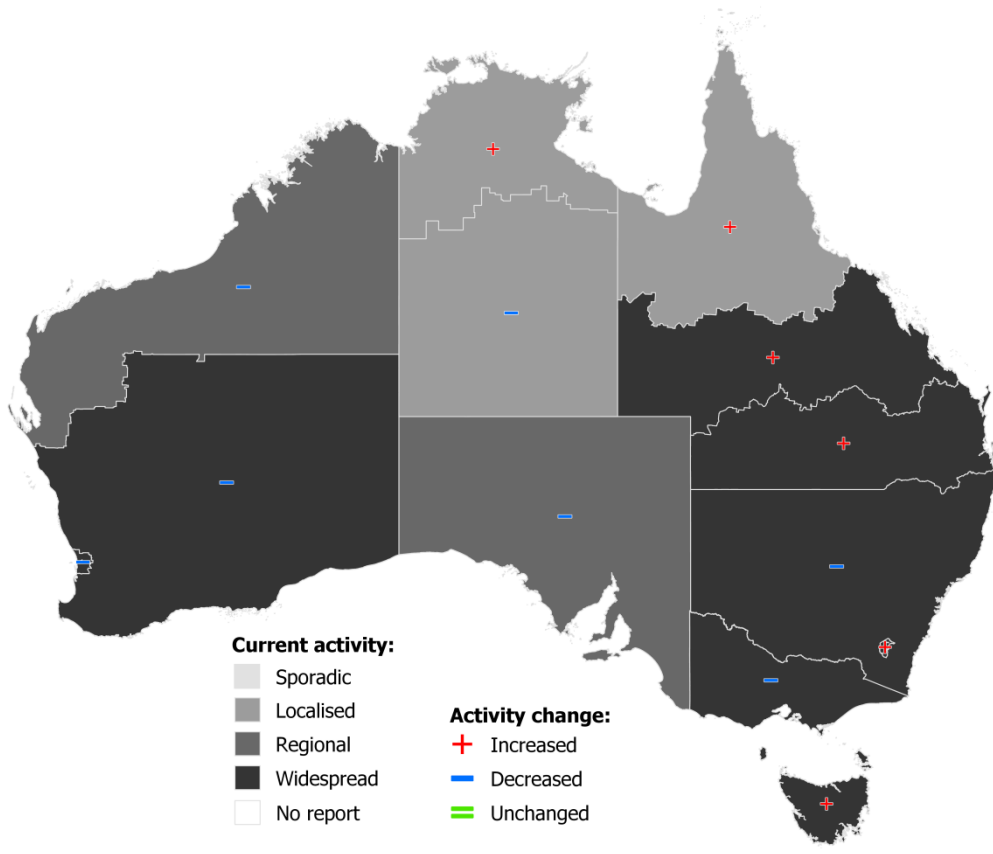 Current activity:
Sporadic
Localised
Regional
Widespread
No report
Activity change:
Increased
Decreased
Unchanged